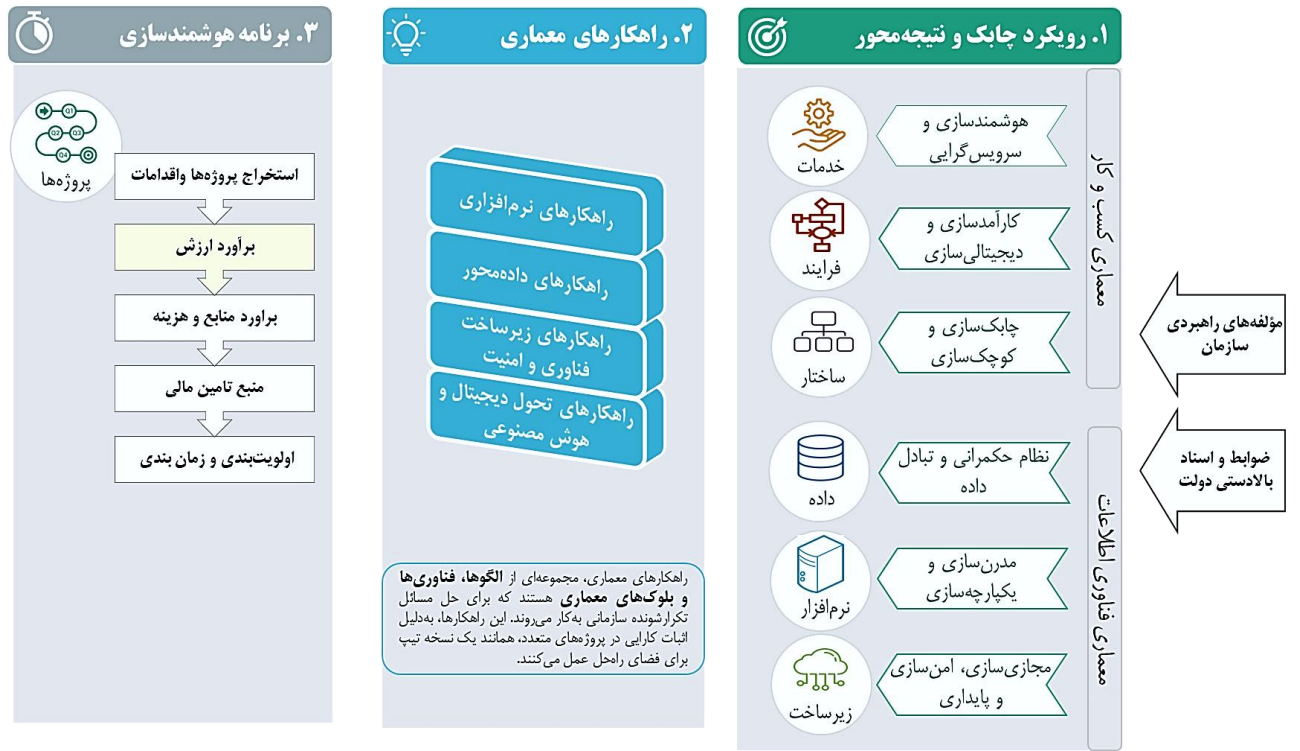 ۱. رویکرد چابک و نتیجه‌محور
مؤلفه‌های راهبردی
سازمان
ضوابط و اسناد
بالادستی دولت
معماری کسب و کار
هوشمندسازی و
سرویس‌گرایی
خدمات
کارآمدسازی و
دیجیتالی‌سازی
فرایند
چابک‌سازی و
کوچک‌سازی
ساختار
معماری فناوری اطلاعات
نظام حکمرانی و تبادل
داده
داده
مدرن‌سازی و
یکپارچه‌سازی
نرم‌افزار
مجازی‌سازی، امن‌سازی
و پایداری
زیرساخت
۲. راهکارهای معماری
راهکارهای نرم‌افزاری
راهکارهای داده‌محور
راهکارهای زیرساخت
فناوری و امنیت
راهکارهای تحول دیجیتال و
هوش مصنوعی
راهکارهای معماری، مجموعه‌ای از الگوها، فناوری‌ها
و بلوک‌های معماری هستند که برای حل مسائل
تکرارشونده سازمانی به‌کار می‌روند. این راهکارها، به‌دلیل
اثبات کارایی در پروژه‌های متعدد، همانند یک نسخه تیپ
برای فضای راه‌حل عمل می‌کنند.
۳. برنامه هوشمندسازی
Q1
Q2 Q3
Q4
پروژه‌ها
استخراج پروژه‌ها واقدامات
برآورد ارزش
براورد منابع و هزینه
منبع تامین مالی
اولویت‌بندی و زمان بندی